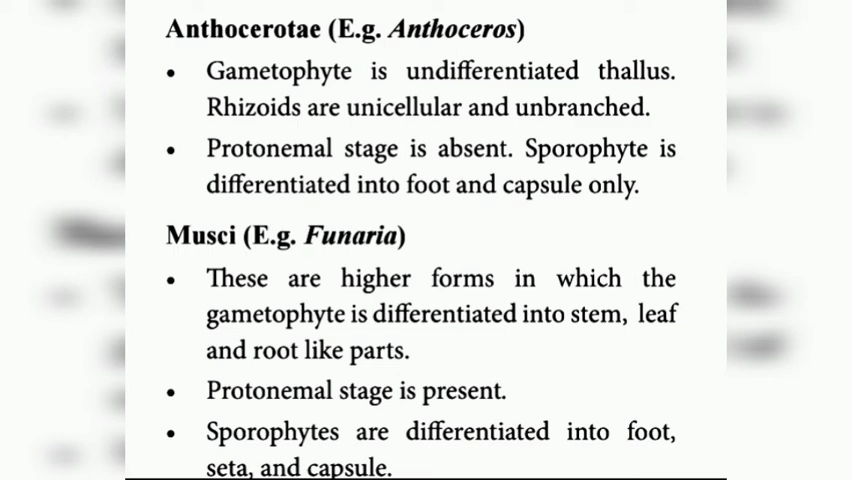 Anthocerotae (E.g. Anthoceros)
• Gametophyte is undifferentiated thallus.
Rhizoids are unicellular and unbranched.
• Protonemal stage is absent. Sporophyte is
differentiated into foot and capsule only.
Musci (E.g. Funaria)
• These are higher forms in which the
gametophyte is differentiated into stem, leaf
and root like parts.
• Protonemal stage is present.
• Sporophytes are differentiated into foot,
seta, and capsule.